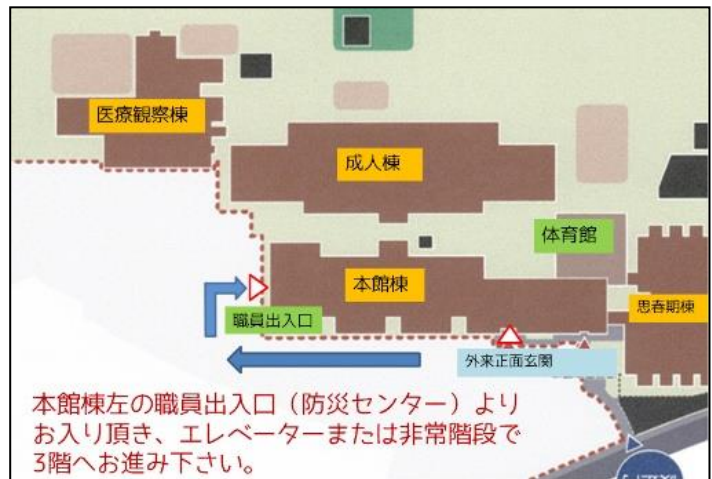 医療観察棟
成人棟
体育館
本館棟
思春期棟
職員出入口
外来正面玄関
本館棟左の職員出入口（防災センター）より
お入り頂き、エレベーターまたは非常階段で
3階へお進み下さい。